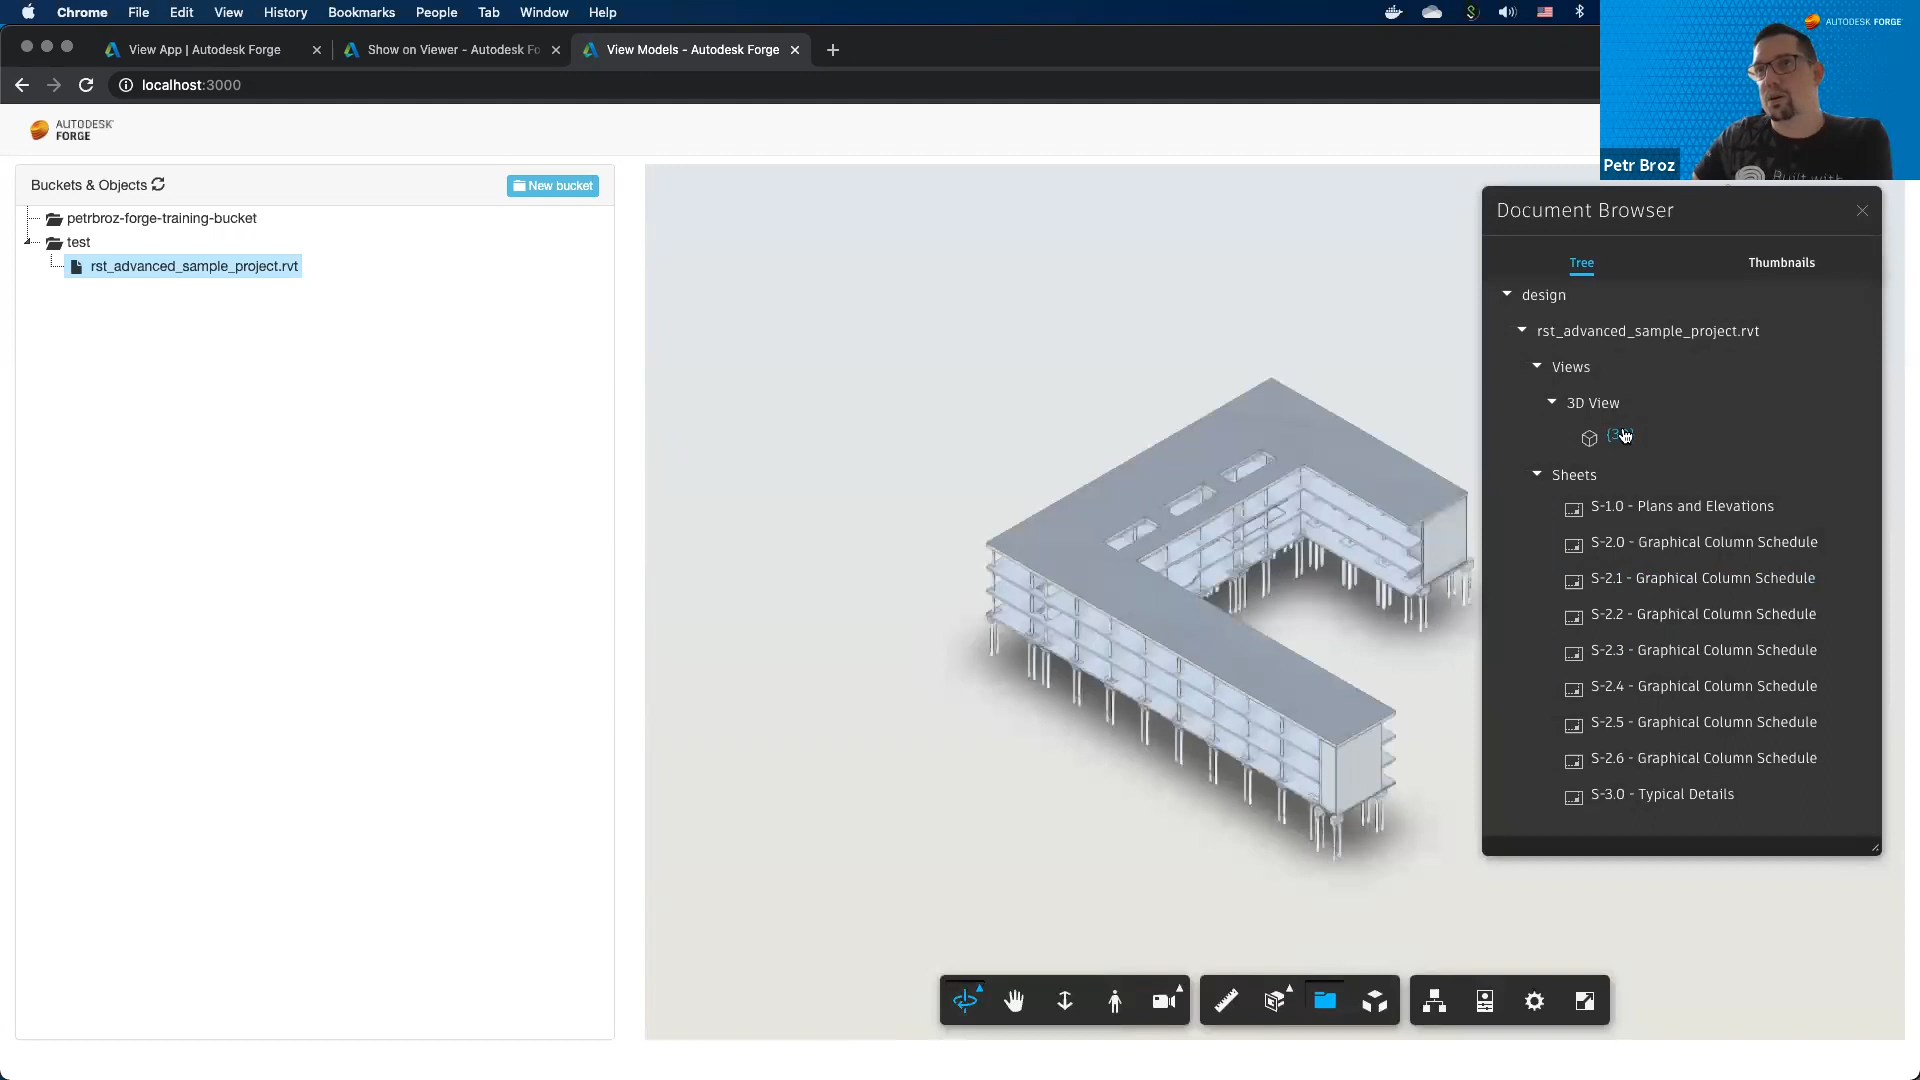 Chrome File Edit View History Bookmarks People Tab Window Help
AUTODESK FORGE
View App | Autodesk Forge
Show on Viewer - Autodesk Fo
View Models - Autodesk Forge
localhost:3000
Petr Broz
Built with
AUTODESK
FORGE
Buckets & Objects
New bucket
petrbroz-forge-training-bucket
test
rst_advanced_sample_project.rvt
Document Browser
Tree
Thumbnails
design
rst_advanced_sample_project.rvt
Views
3D View
Sheets
S-1.0 - Plans and Elevations
S-2.0 - Graphical Column Schedule
S-2.1 - Graphical Column Schedule
S-2.2 - Graphical Column Schedule
S-2.3 - Graphical Column Schedule
S-2.4 - Graphical Column Schedule
S-2.5 - Graphical Column Schedule
S-2.6 - Graphical Column Schedule
S-3.0 - Typical Details